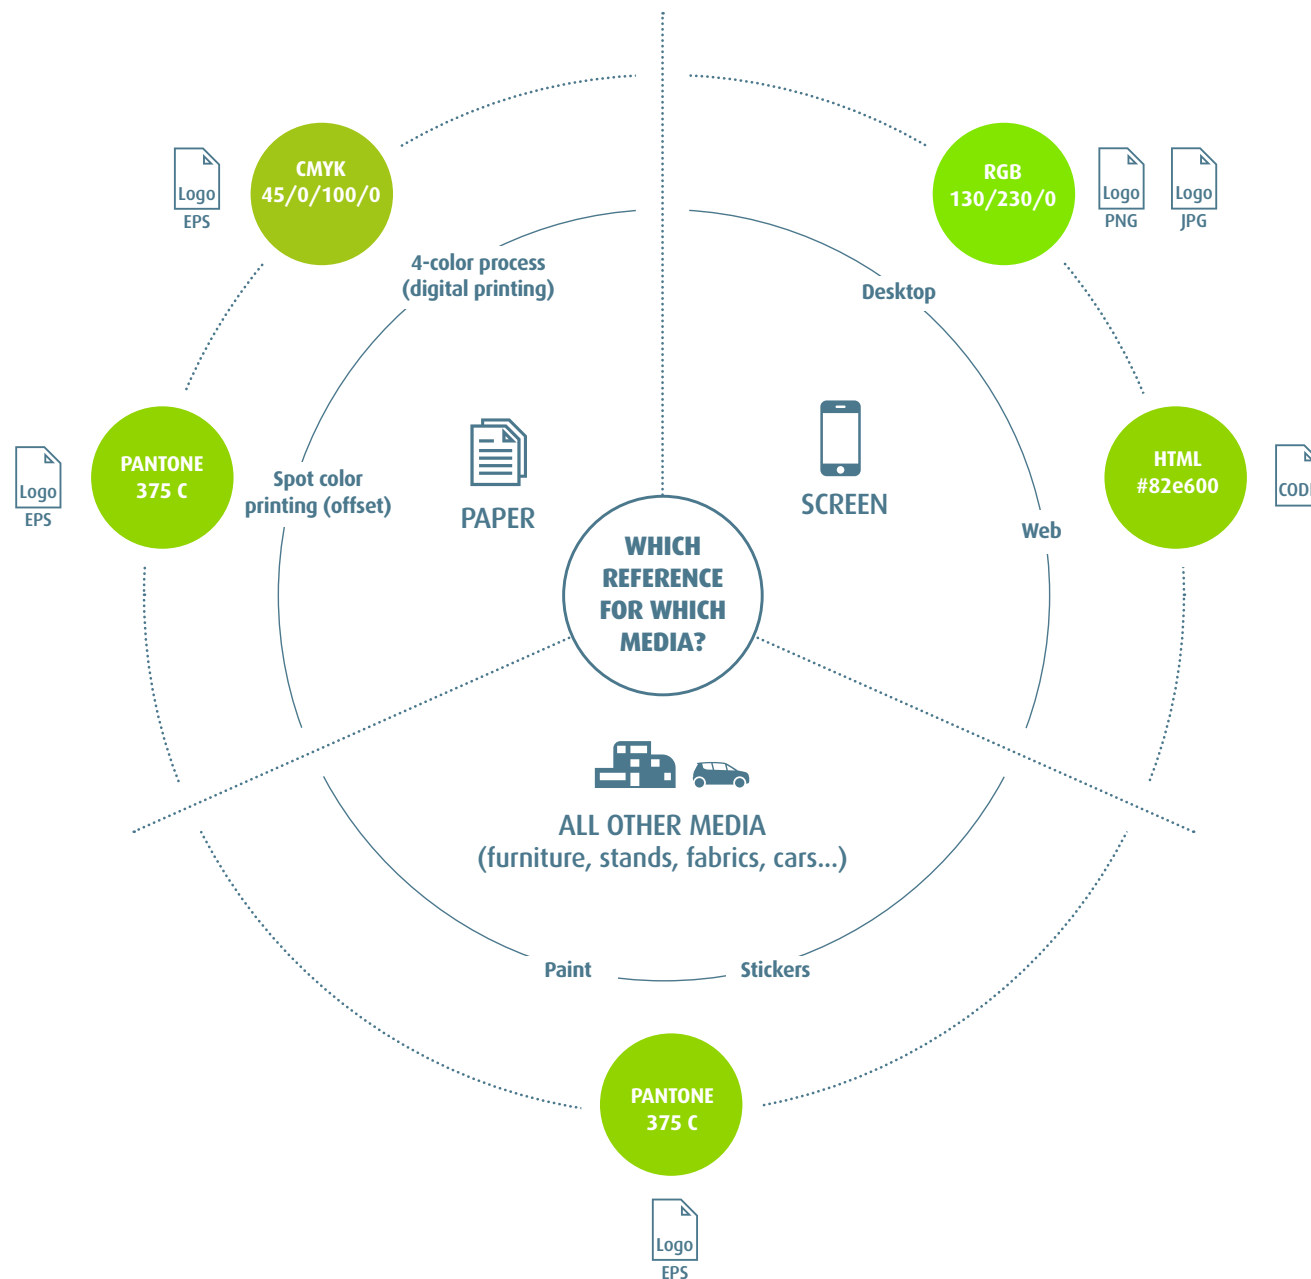 CMYK
45/0/100/0
Logo
EPS
RGB
130/230/0
Logo
PNG
Logo
JPG
4-color process
(digital printing)
Desktop
PANTONE
375 C
Logo
EPS
Spot color
printing (offset)
PAPER
SCREEN
HTML
#82e600
COD
Web
WHICH
REFERENCE
FOR WHICH
MEDIA?
ALL OTHER MEDIA
(furniture, stands, fabrics, cars...)
Paint
Stickers
PANTONE
375 C
Logo
EPS